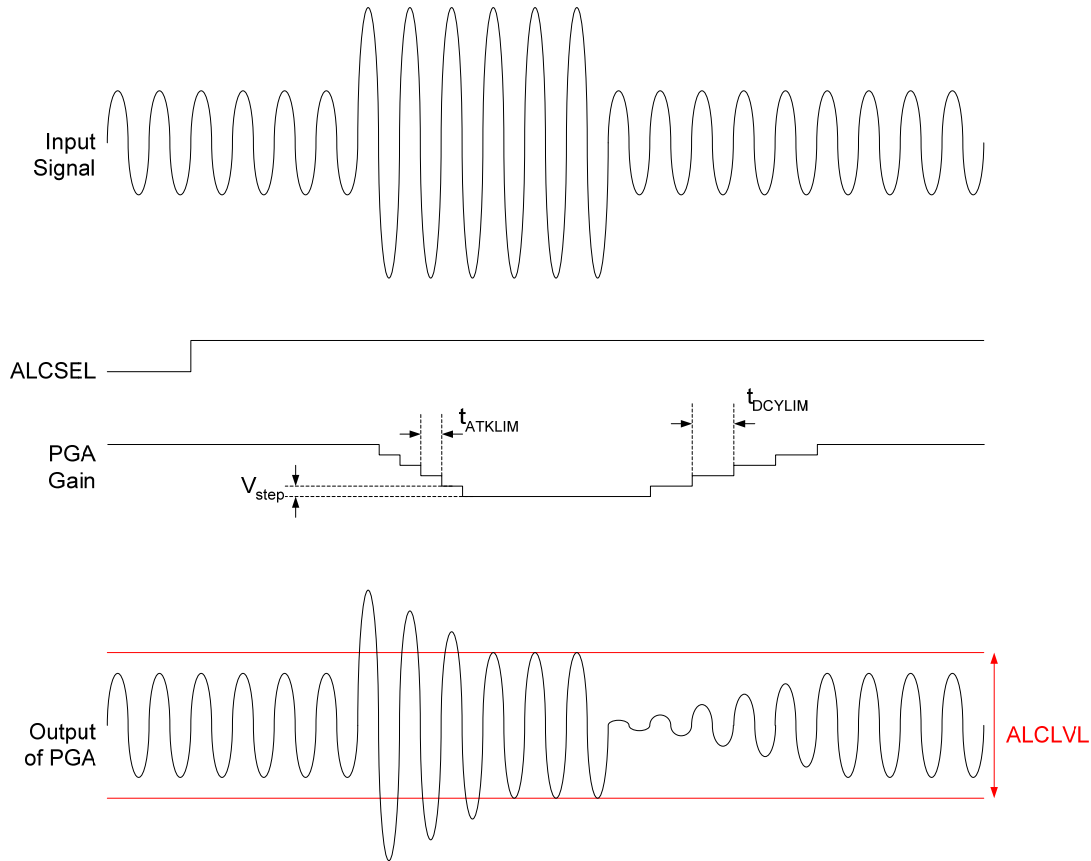 Input
Signal
ALCSEL
tATKLIM
tDCYLIM
PGA
Gain
Vstep
Output
of PGA
ALCLVL